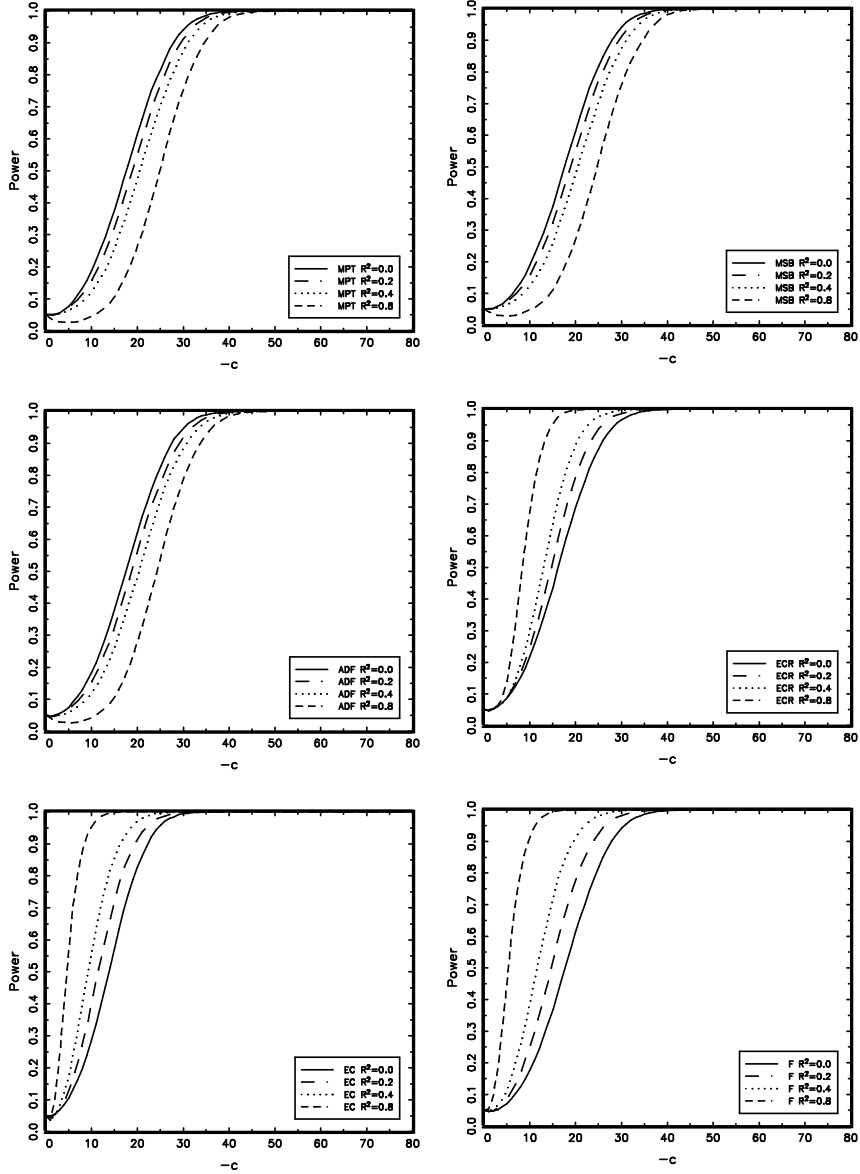 Power
1.0
0.9
0.8
0.7
0.6
0.5
0.4
0.3
0.2
0.1
0.0
MPT R²=0.0
MPT R²=0.2
MPT R²=0.4
MPT R²=0.8
0 10 20 30 40 50 60 70 80
−c
Power
1.0
0.9
0.8
0.7
0.6
0.5
0.4
0.3
0.2
0.1
0.0
MSB R²=0.0
MSB R²=0.2
MSB R²=0.4
MSB R²=0.8
0 10 20 30 40 50 60 70 80
−c
Power
1.0
0.9
0.8
0.7
0.6
0.5
0.4
0.3
0.2
0.1
0.0
ADF R²=0.0
ADF R²=0.2
ADF R²=0.4
ADF R²=0.8
0 10 20 30 40 50 60 70 80
−c
Power
1.0
0.9
0.8
0.7
0.6
0.5
0.4
0.3
0.2
0.1
0.0
ECR R²=0.0
ECR R²=0.2
ECR R²=0.4
ECR R²=0.8
0 10 20 30 40 50 60 70 80
−c
Power
1.0
0.9
0.8
0.7
0.6
0.5
0.4
0.3
0.2
0.1
0.0
EC R²=0.0
EC R²=0.2
EC R²=0.4
EC R²=0.8
0 10 20 30 40 50 60 70 80
−c
Power
1.0
0.9
0.8
0.7
0.6
0.5
0.4
0.3
0.2
0.1
0.0
F R²=0.0
F R²=0.2
F R²=0.4
F R²=0.8
0 10 20 30 40 50 60 70 80
−c